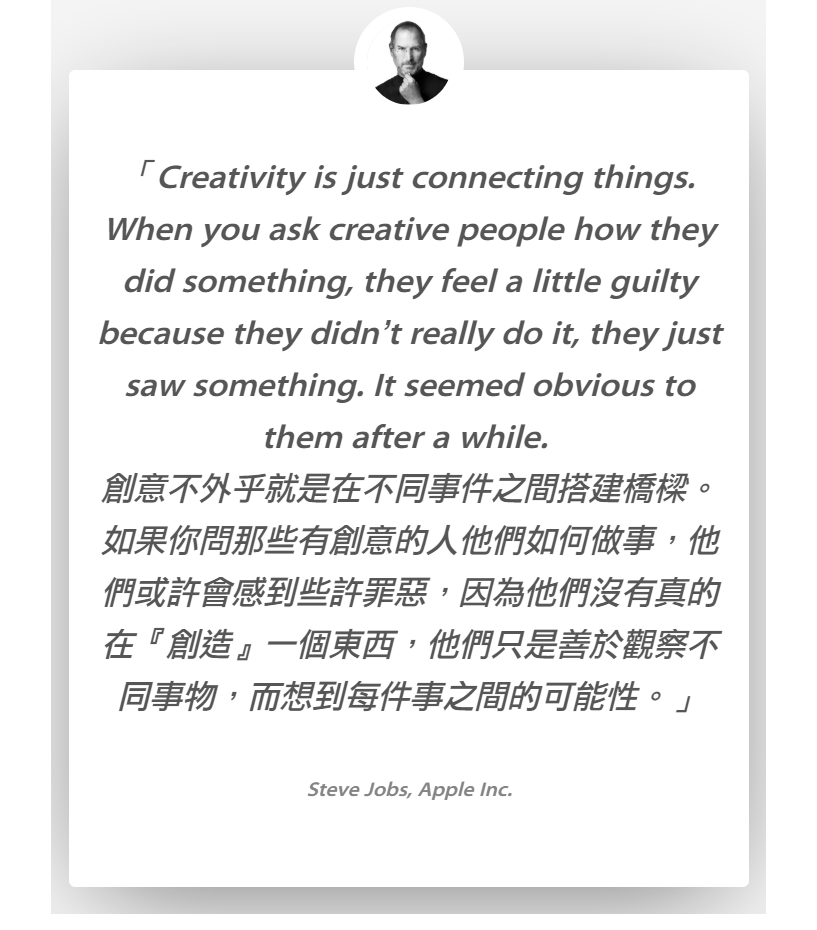 「Creativity is just connecting things.
When you ask creative people how they
did something, they feel a little guilty
because they didn’t really do it, they just
saw something. It seemed obvious to
them after a while.
創意不外乎就是在不同事件之間搭建橋樑。
如果你問那些有創意的人他們如何做事，他
們或許會感到些許罪惡，因為他們沒有真的
在『創造』一個東西，他們只是善於觀察不
同事物，而想到每件事之間的可能性。」
Steve Jobs, Apple Inc.